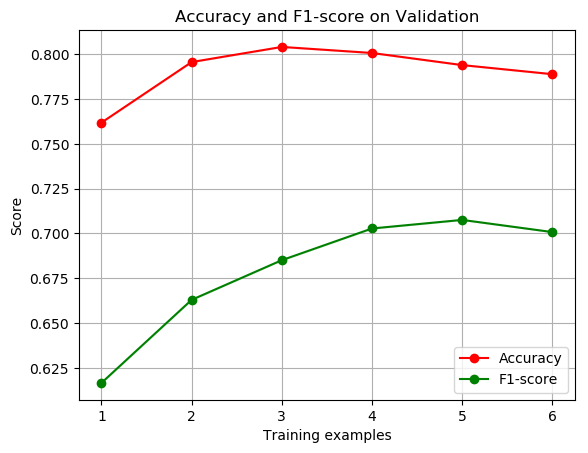 Accuracy and F1-score on Validation
0.800
0.775
0.750
0.725
0.700
0.675
0.650
0.625
Score
1 2 3 4 5 6
Training examples
Accuracy
F1-score